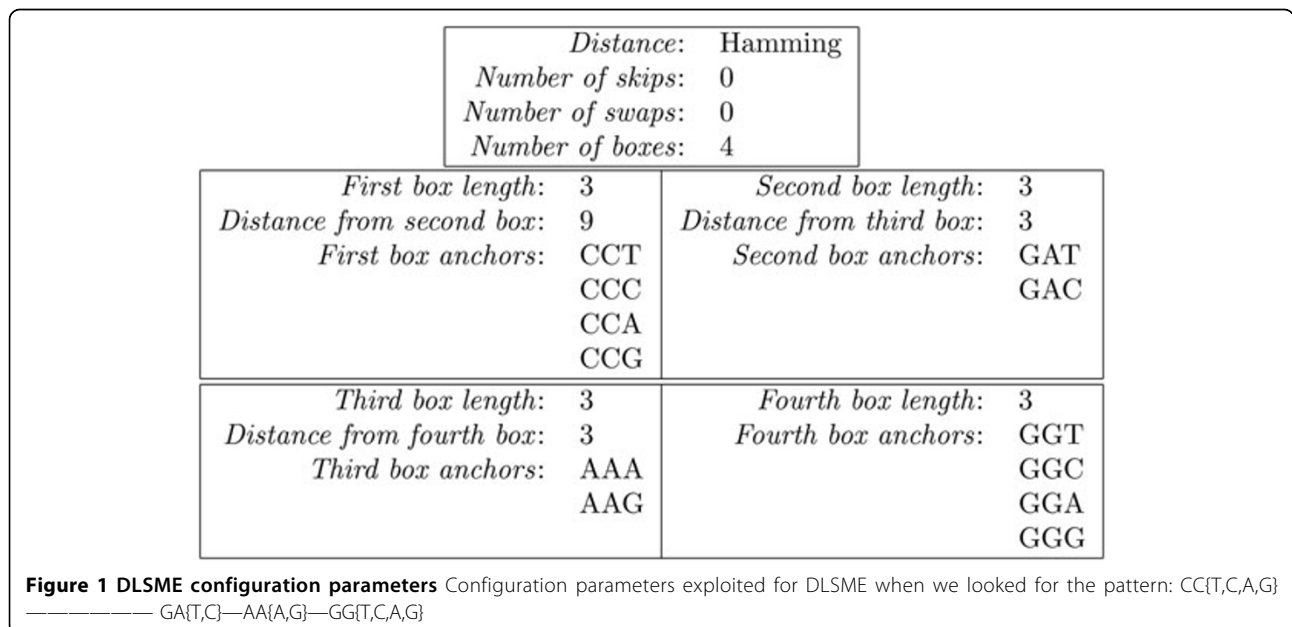 Distance: Hamming
Number of skips: 0
Number of swaps: 0
Number of boxes: 4
First box length: 3
Distance from second box: 9
First box anchors: CCT
CCC
CCA
CCG
Second box length: 3
Distance from third box: 3
Second box anchors: GAT
GAC
Third box length: 3
Distance from fourth box: 3
Third box anchors: AAA
AAG
Fourth box length: 3
Fourth box anchors: GGT
GGC
GGA
GGG
Figure 1 DLSME configuration parameters Configuration parameters exploited for DLSME when we looked for the pattern: CC{T,C,A,G}
—————— GA{T,C}—AA{A,G}—GG{T,C,A,G}